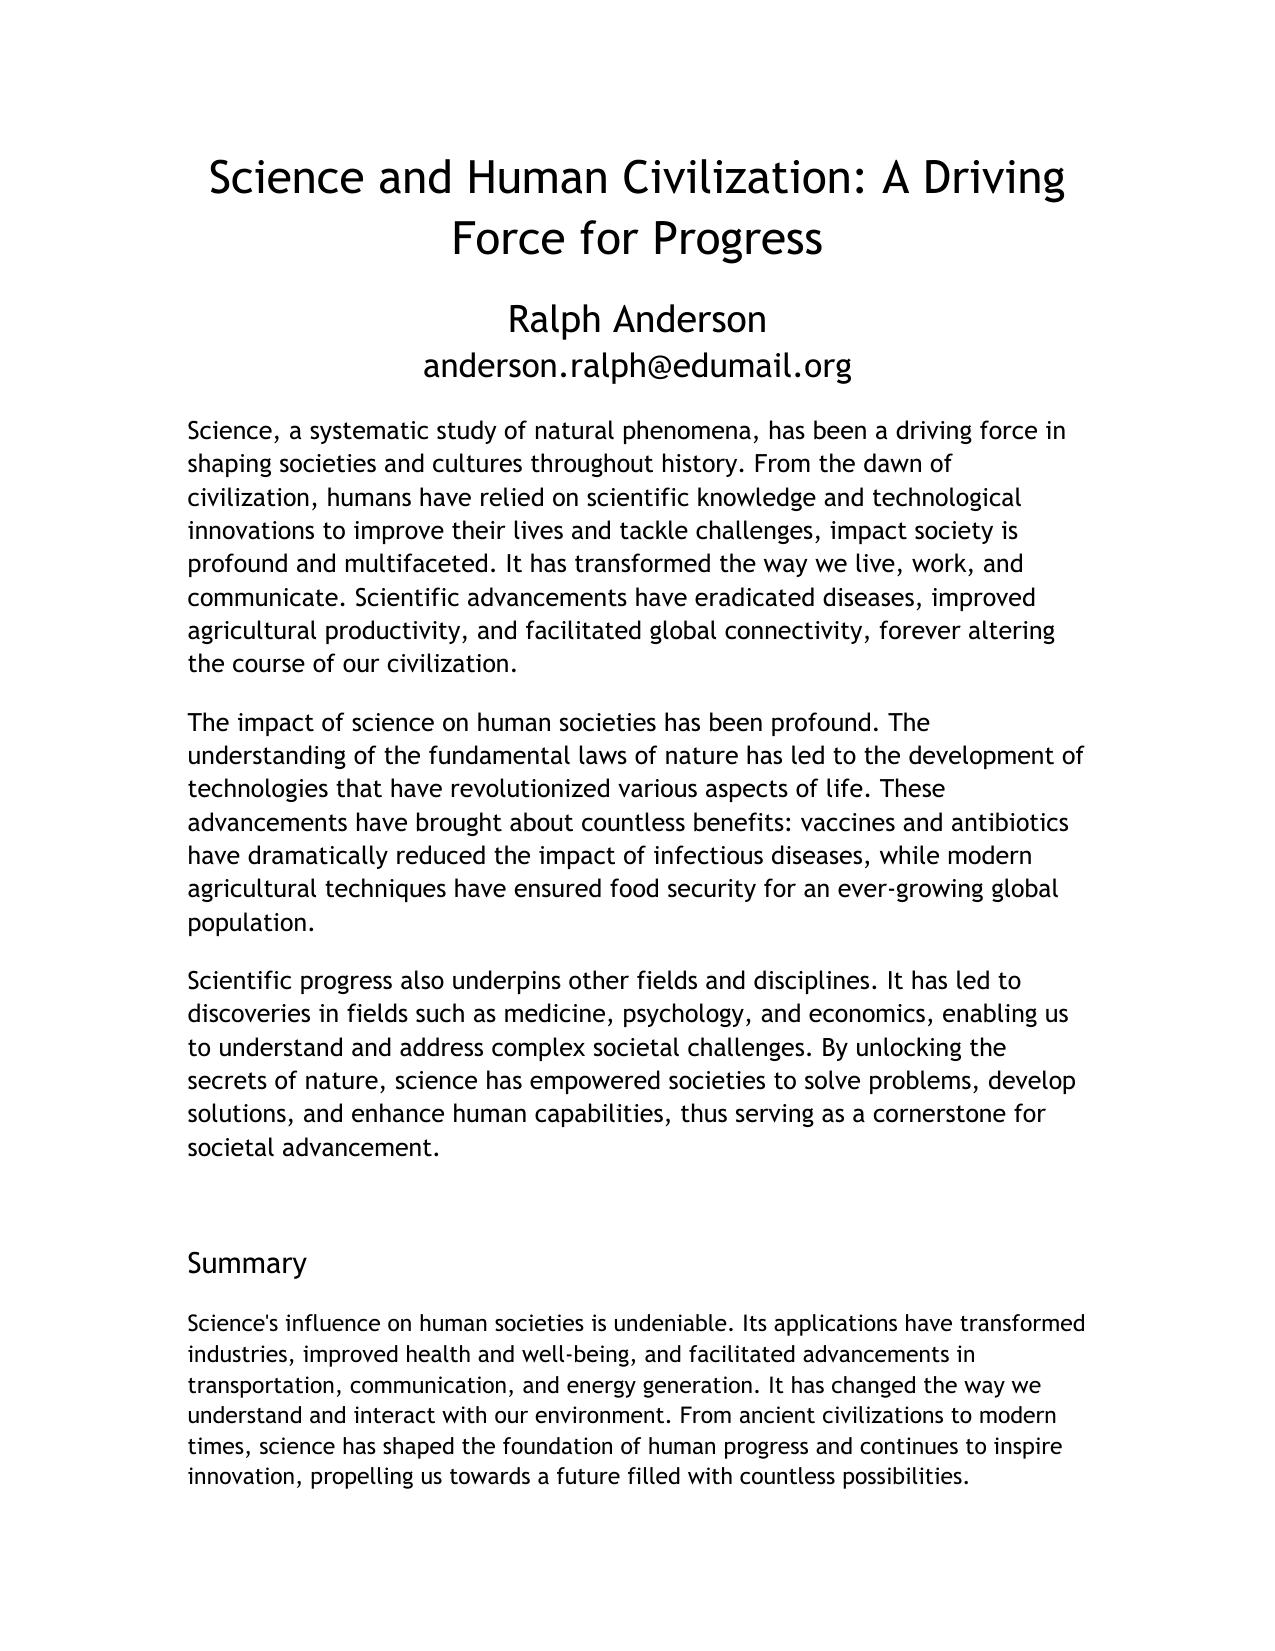 Science and Human Civilization: A Driving
Force for Progress
Ralph Anderson
anderson.ralph@edumail.org
Science, a systematic study of natural phenomena, has been a driving force in
shaping societies and cultures throughout history. From the dawn of
civilization, humans have relied on scientific knowledge and technological
innovations to improve their lives and tackle challenges, impact society is
profound and multifaceted. It has transformed the way we live, work, and
communicate. Scientific advancements have eradicated diseases, improved
agricultural productivity, and facilitated global connectivity, forever altering
the course of our civilization.
The impact of science on human societies has been profound. The
understanding of the fundamental laws of nature has led to the development of
technologies that have revolutionized various aspects of life. These
advancements have brought about countless benefits: vaccines and antibiotics
have dramatically reduced the impact of infectious diseases, while modern
agricultural techniques have ensured food security for an ever-growing global
population.
Scientific progress also underpins other fields and disciplines. It has led to
discoveries in fields such as medicine, psychology, and economics, enabling us
to understand and address complex societal challenges. By unlocking the
secrets of nature, science has empowered societies to solve problems, develop
solutions, and enhance human capabilities, thus serving as a cornerstone for
societal advancement.
Summary
Science's influence on human societies is undeniable. Its applications have transformed
industries, improved health and well-being, and facilitated advancements in
transportation, communication, and energy generation. It has changed the way we
understand and interact with our environment. From ancient civilizations to modern
times, science has shaped the foundation of human progress and continues to inspire
innovation, propelling us towards a future filled with countless possibilities.